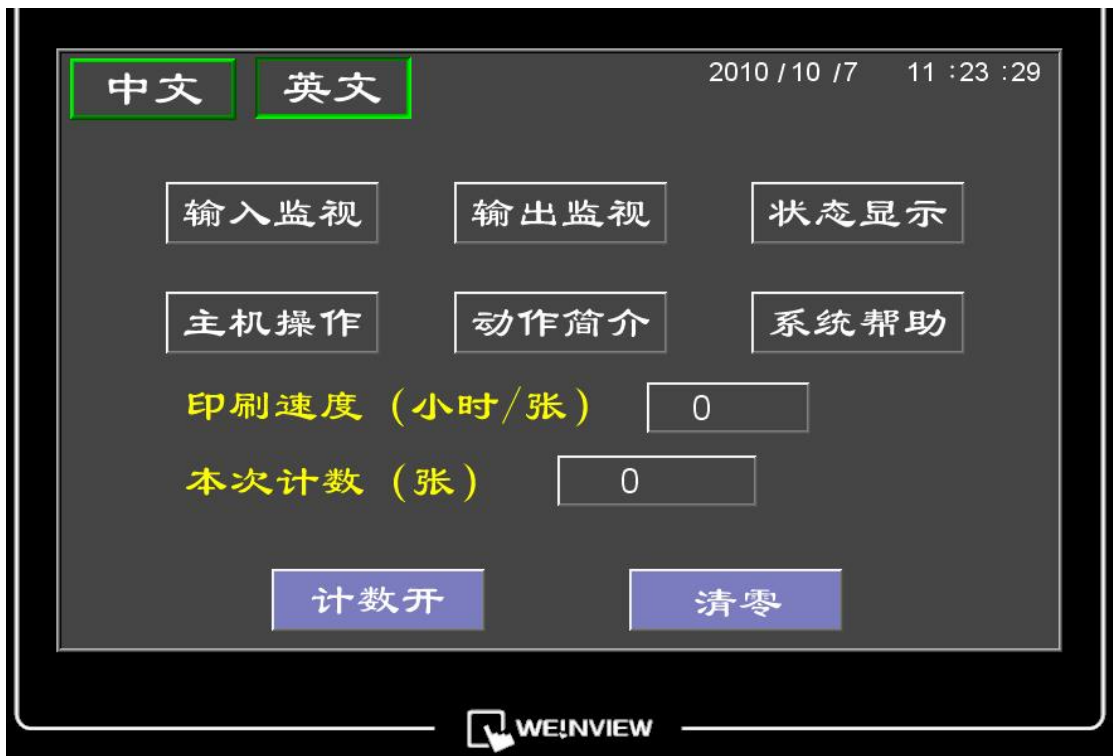 中文 英文 2010 / 10 /7 11 :23 :29
输入监视 输出监视 状态显示
主机操作 动作简介 系统帮助
印刷速度 (小时/张) 0
本次计数 (张) 0
计数开 清零
WE!NVIEW